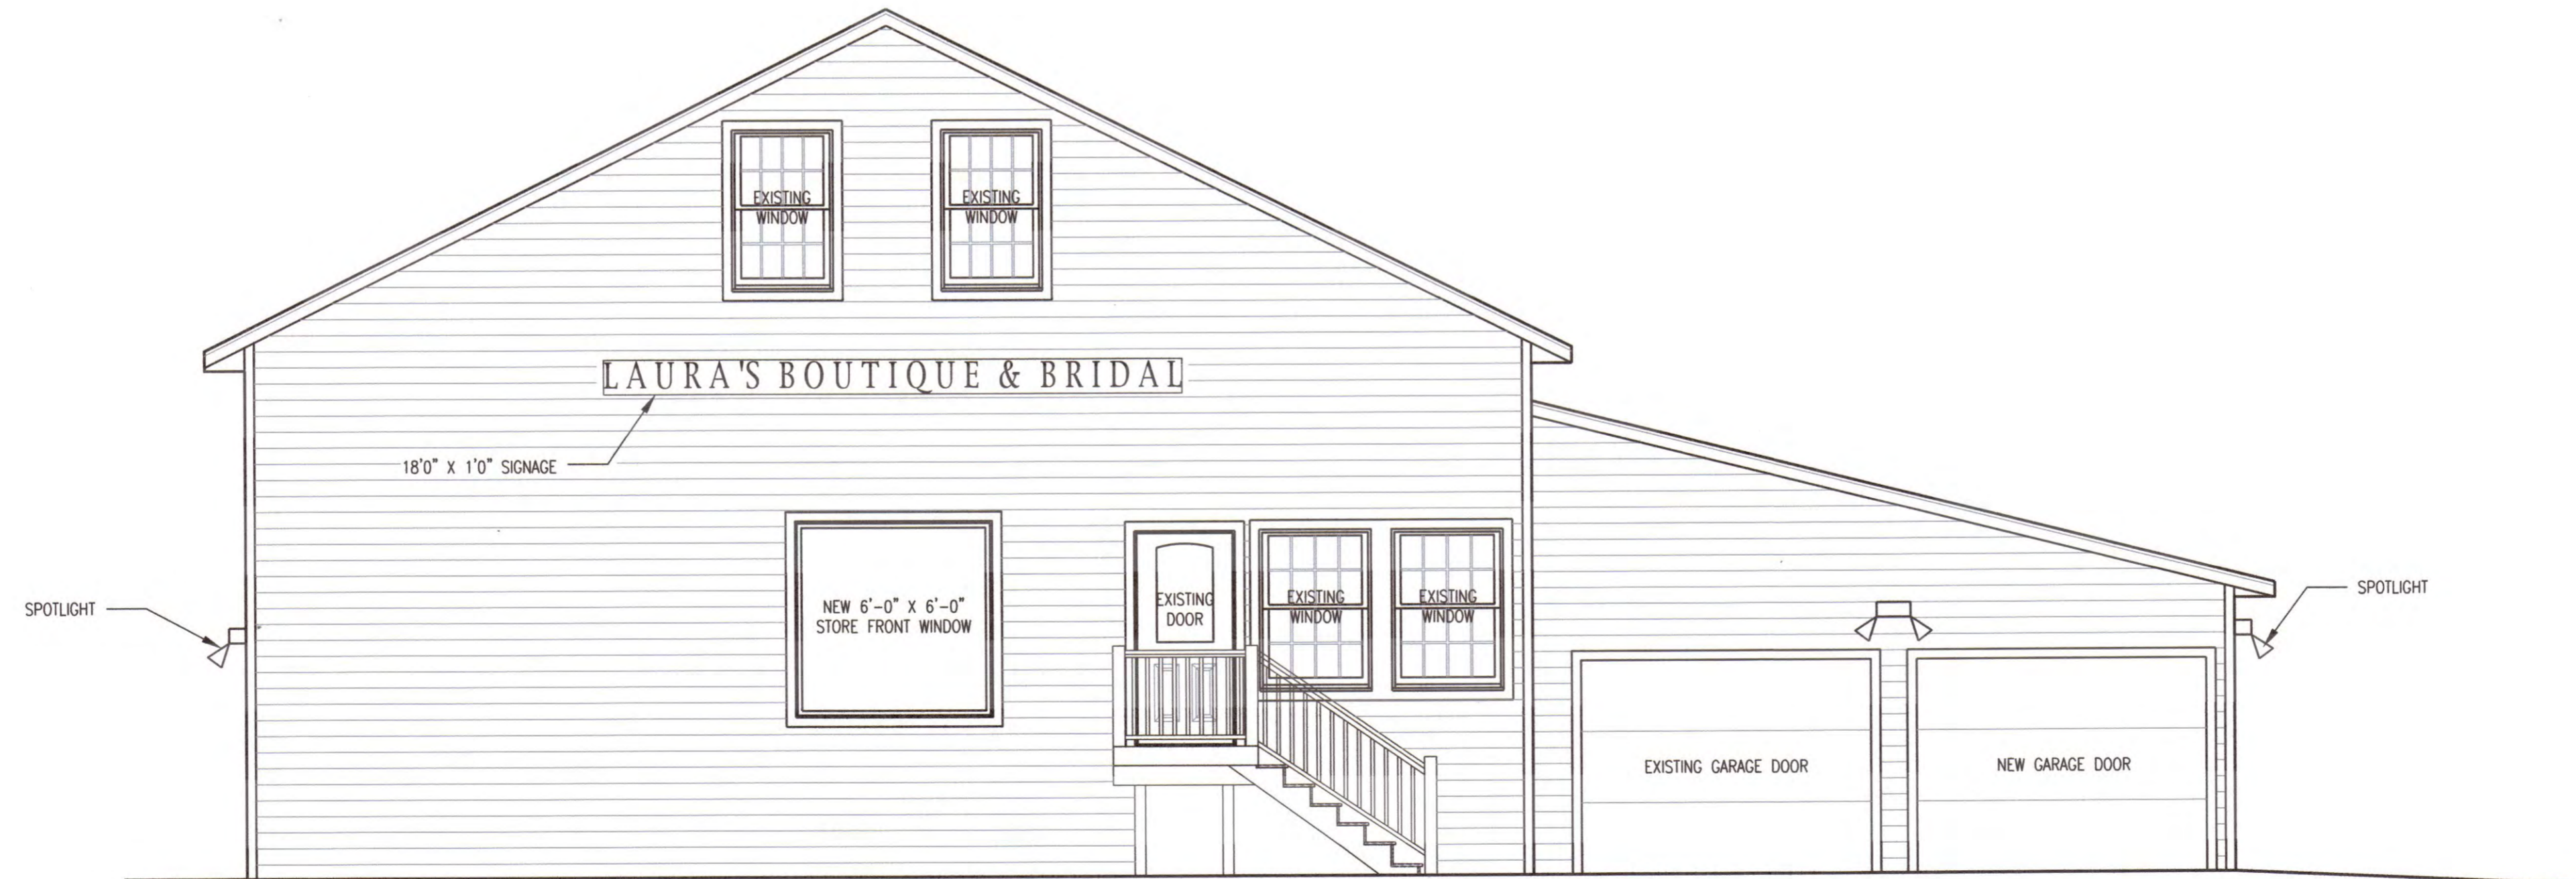 EXISTING
WINDOW
EXISTING
WINDOW
LAURA'S BOUTIQUE & BRIDAL
18'0" X 1'0" SIGNAGE
SPOTLIGHT
NEW 6'-0" X 6'-0"
STORE FRONT WINDOW
EXISTING
DOOR
EXISTING
WINDOW
EXISTING
WINDOW
SPOTLIGHT
EXISTING GARAGE DOOR
NEW GARAGE DOOR